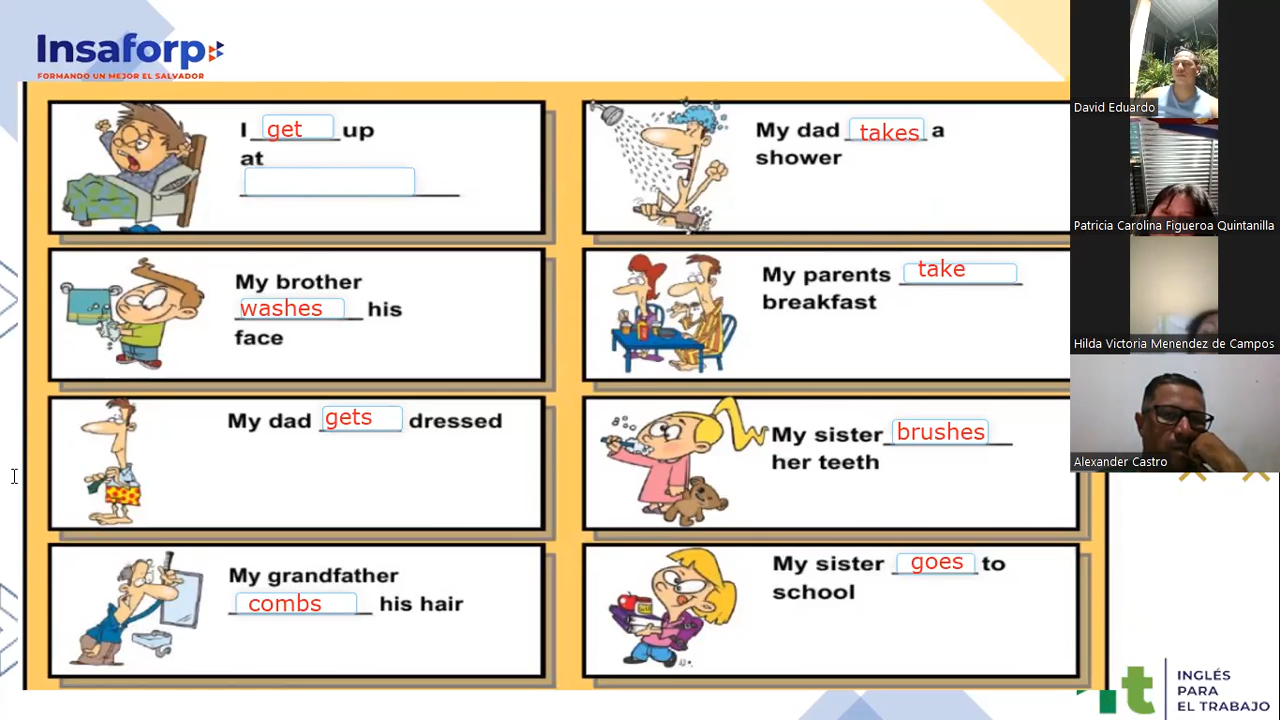 Insaforp
FORMANDO UN MEJOR EL SALVADOR
I get up
at
My dad takes a
shower
My brother
washes his
face
My parents take
breakfast
My dad gets dressed
My sister brushes
her teeth
My grandfather
combs his hair
My sister goes to
school
David Eduardo
Patricia Carolina Figueroa Quintanilla
Hilda Victoria Menendez de Campos
Alexander Castro
it
INGLÉS
PARA
EL TRABAJO